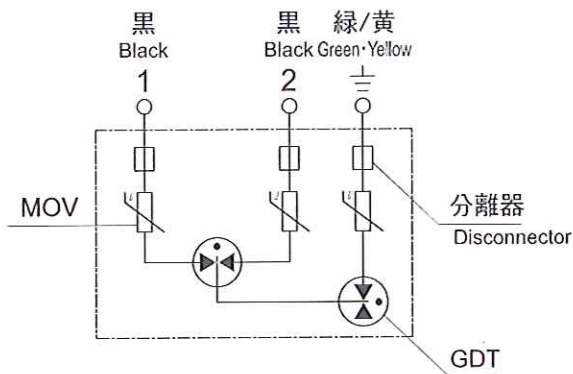 黒
Black
1
黒
Black
2
緑/黄
Green･Yellow
MOV
分離器
Disconnector
GDT